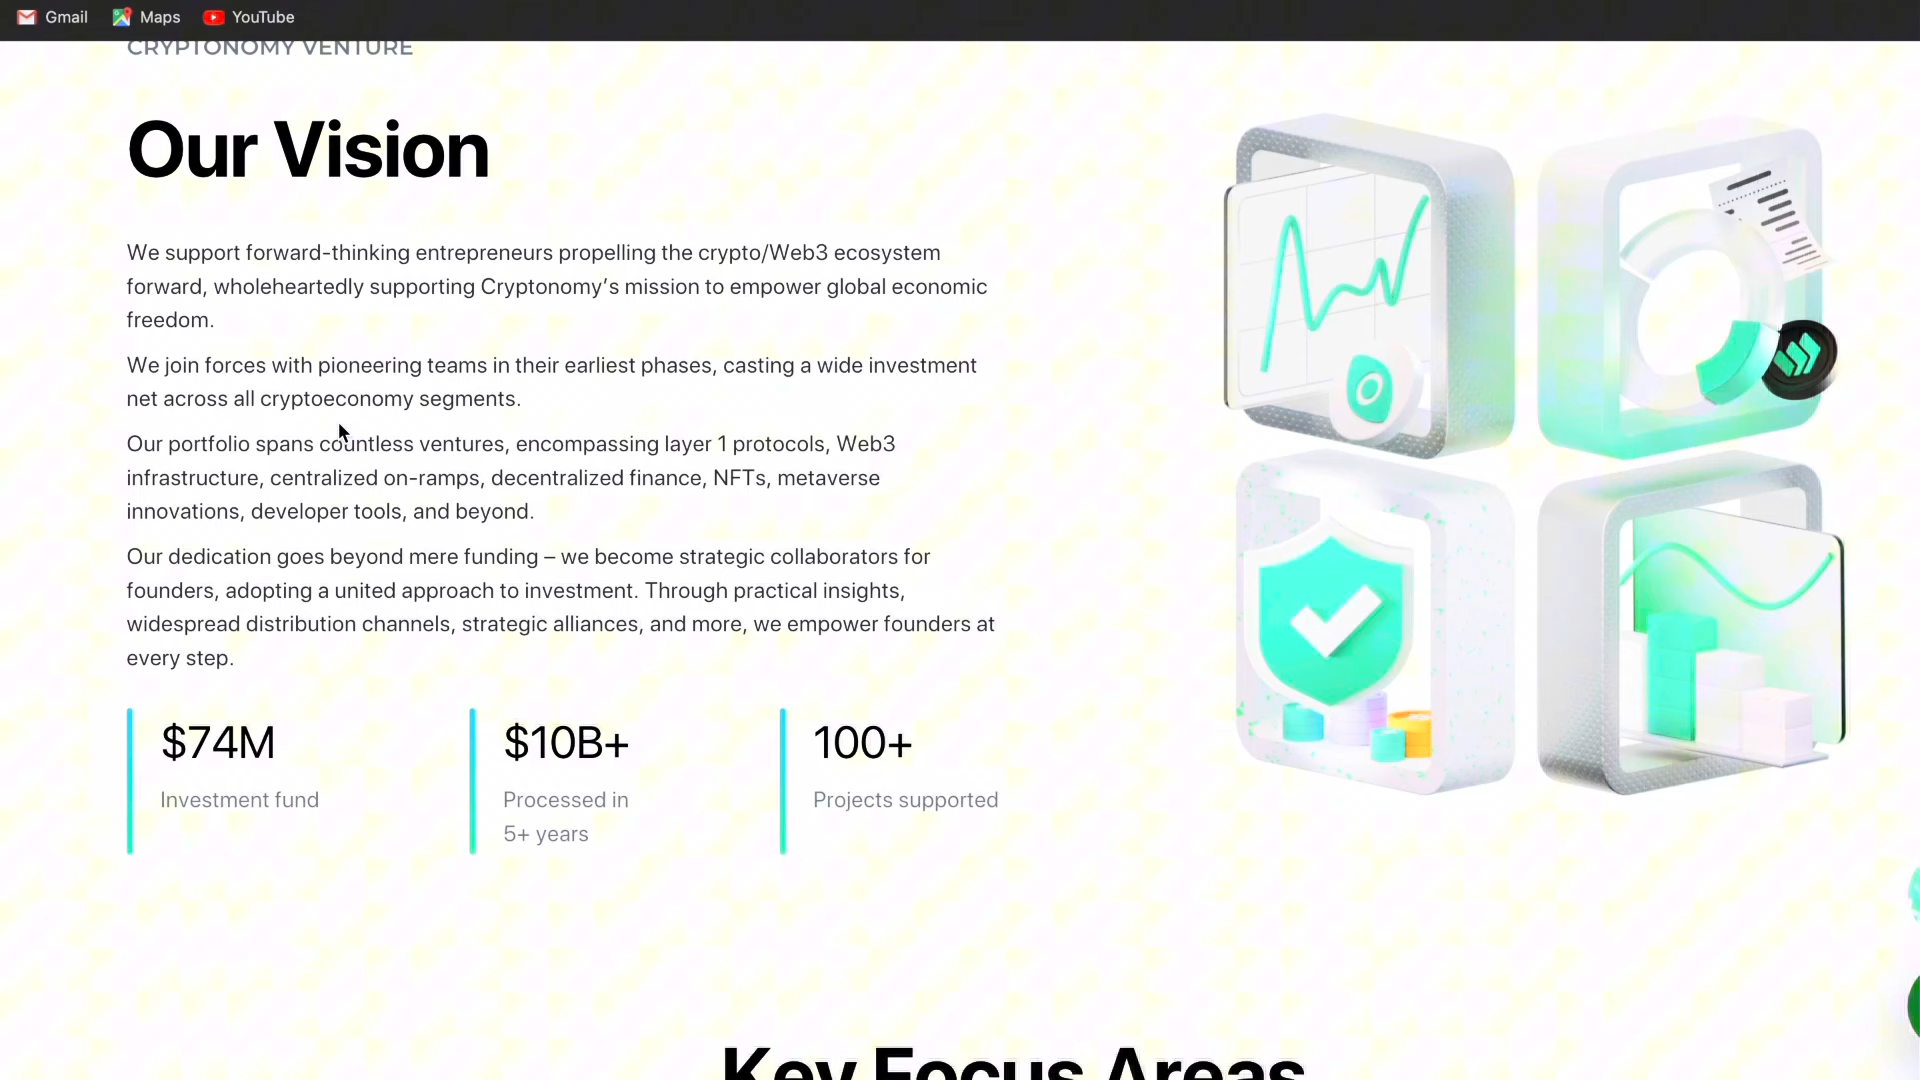 Gmail Maps YouTube
CRYPTONOMY VENTURE
Our Vision
We support forward-thinking entrepreneurs propelling the crypto/Web3 ecosystem
forward, wholeheartedly supporting Cryptonomy’s mission to empower global economic
freedom.
We join forces with pioneering teams in their earliest phases, casting a wide investment
net across all cryptoeconomy segments.
Our portfolio spans countless ventures, encompassing layer 1 protocols, Web3
infrastructure, centralized on-ramps, decentralized finance, NFTs, metaverse
innovations, developer tools, and beyond.
Our dedication goes beyond mere funding – we become strategic collaborators for
founders, adopting a united approach to investment. Through practical insights,
widespread distribution channels, strategic alliances, and more, we empower founders at
every step.
$74M
Investment fund
$10B+
Processed in
5+ years
100+
Projects supported
Key Focus Areas